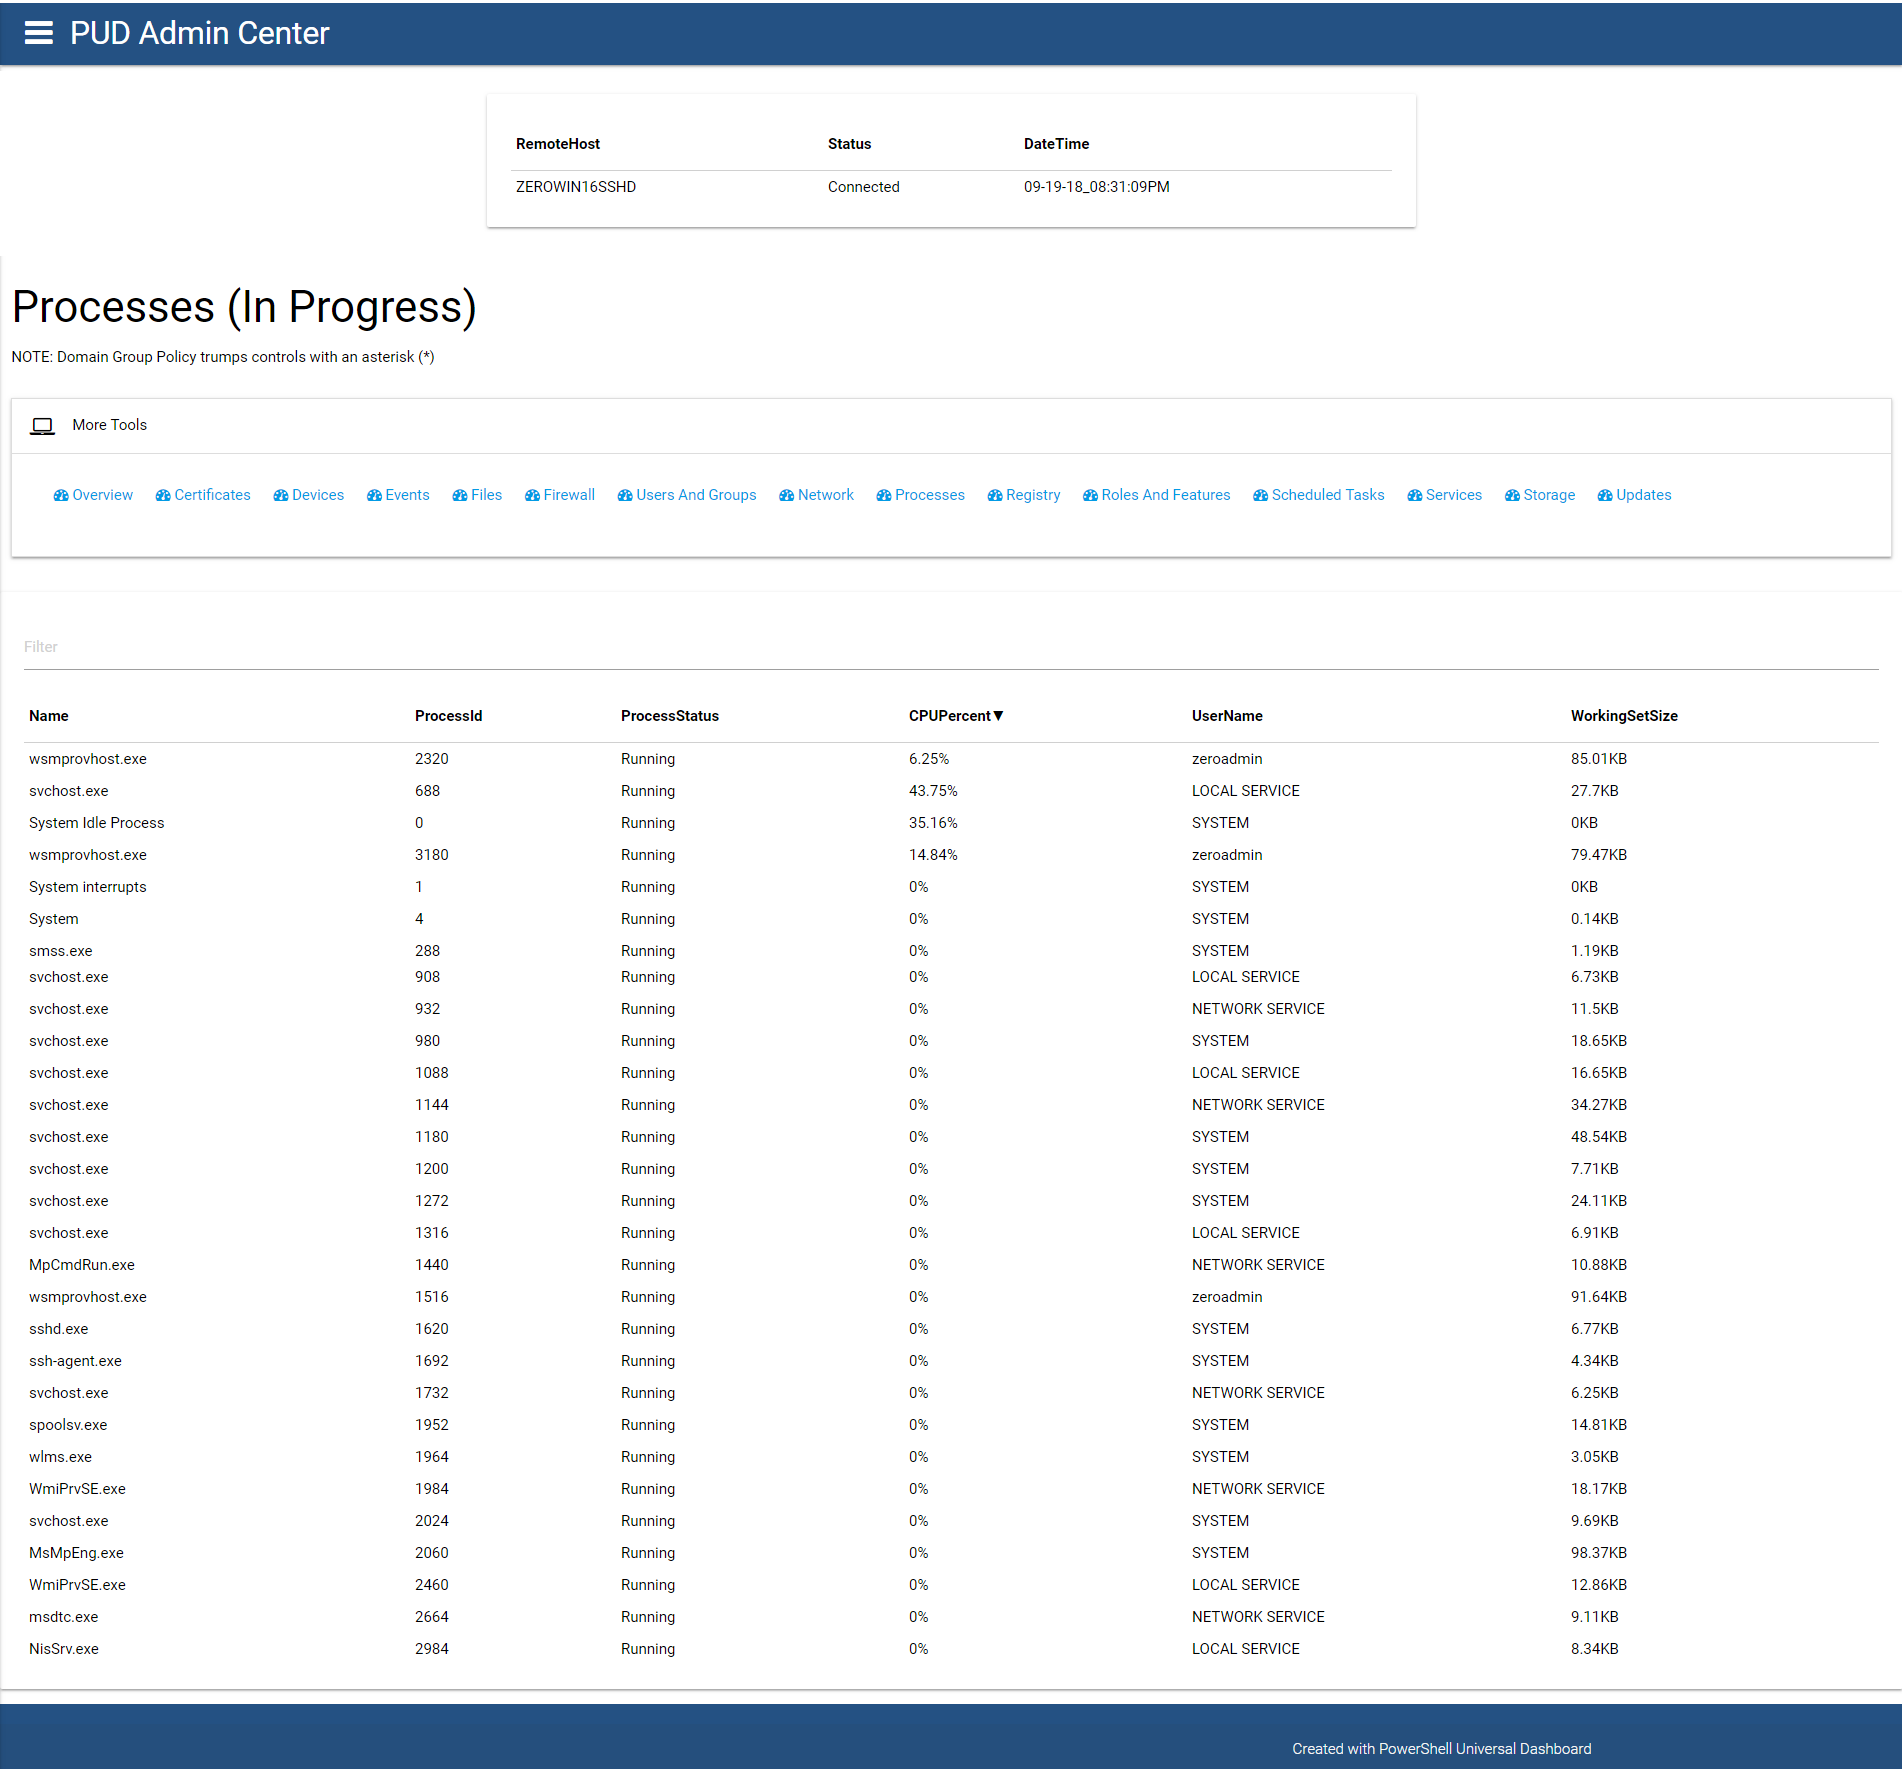 PUD Admin Center
RemoteHost Status DateTime
ZEROWIN16SSHD Connected 09-19-18_08:31:09PM
Processes (In Progress)
NOTE: Domain Group Policy trumps controls with an asterisk (*)
More Tools
Overview Certificates Devices Events Files Firewall Users And Groups Network Processes Registry Roles And Features Scheduled Tasks Services Storage Updates
Filter
Name ProcessId ProcessStatus CPUPercent▼ UserName WorkingSetSize
wsmprovhost.exe 2320 Running 6.25% zeroadmin 85.01KB
svchost.exe 688 Running 43.75% LOCAL SERVICE 27.7KB
System Idle Process 0 Running 35.16% SYSTEM 0KB
wsmprovhost.exe 3180 Running 14.84% zeroadmin 79.47KB
System interrupts 1 Running 0% SYSTEM 0KB
System 4 Running 0% SYSTEM 0.14KB
smss.exe 288 Running 0% SYSTEM 1.19KB
svchost.exe 908 Running 0% LOCAL SERVICE 6.73KB
svchost.exe 932 Running 0% NETWORK SERVICE 11.5KB
svchost.exe 980 Running 0% SYSTEM 18.65KB
svchost.exe 1088 Running 0% LOCAL SERVICE 16.65KB
svchost.exe 1144 Running 0% NETWORK SERVICE 34.27KB
svchost.exe 1180 Running 0% SYSTEM 48.54KB
svchost.exe 1200 Running 0% SYSTEM 7.71KB
svchost.exe 1272 Running 0% SYSTEM 24.11KB
svchost.exe 1316 Running 0% LOCAL SERVICE 6.91KB
MpCmdRun.exe 1440 Running 0% NETWORK SERVICE 10.88KB
wsmprovhost.exe 1516 Running 0% zeroadmin 91.64KB
sshd.exe 1620 Running 0% SYSTEM 6.77KB
ssh-agent.exe 1692 Running 0% SYSTEM 4.34KB
svchost.exe 1732 Running 0% NETWORK SERVICE 6.25KB
spoolsv.exe 1952 Running 0% SYSTEM 14.81KB
wlms.exe 1964 Running 0% SYSTEM 3.05KB
WmiPrvSE.exe 1984 Running 0% NETWORK SERVICE 18.17KB
svchost.exe 2024 Running 0% SYSTEM 9.69KB
MsMpEng.exe 2060 Running 0% SYSTEM 98.37KB
WmiPrvSE.exe 2460 Running 0% LOCAL SERVICE 12.86KB
msdtc.exe 2664 Running 0% NETWORK SERVICE 9.11KB
NisSrv.exe 2984 Running 0% LOCAL SERVICE 8.34KB
Created with PowerShell Universal Dashboard